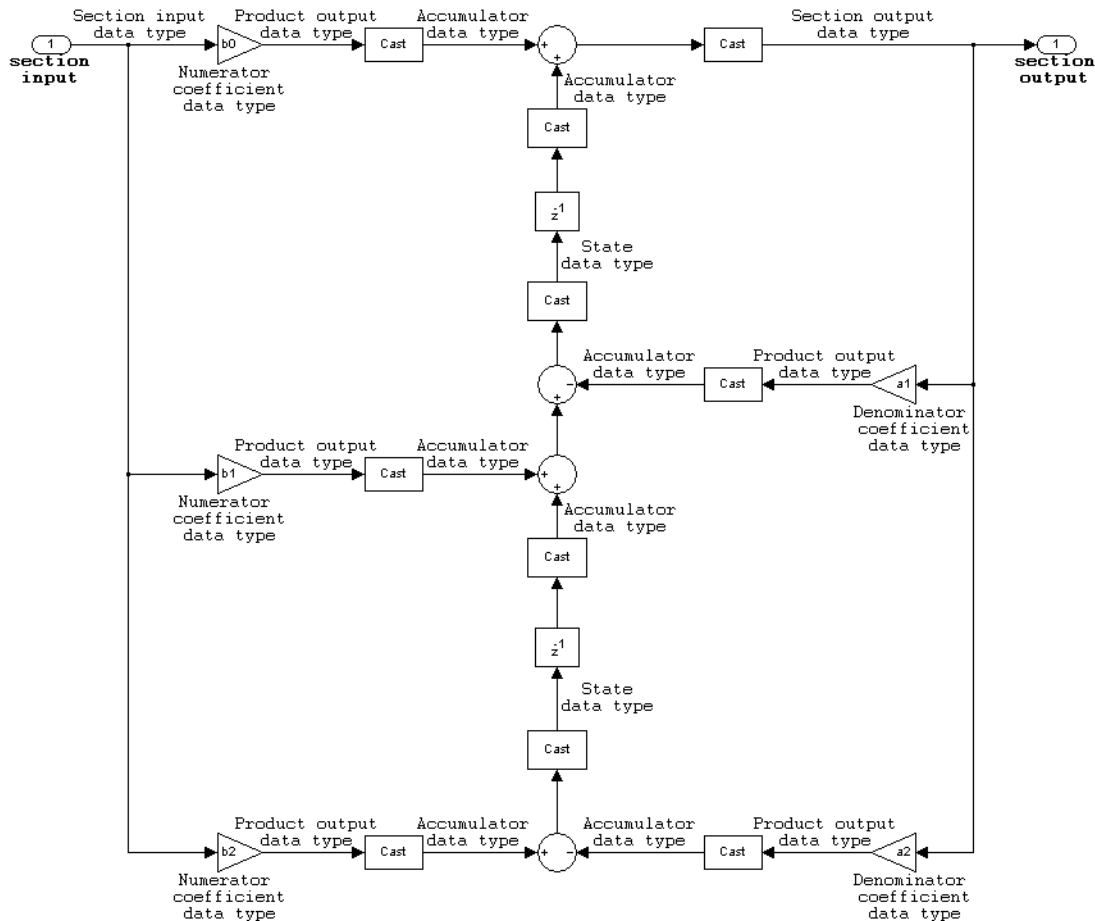 Section input
data type
Product output
data type
Accumulator
data type
Section output
data type
1
section
input
b0
Cast
+
+
Cast
1
section
output
Numerator
coefficient
data type
Accumulator
data type
Cast
z-1
State
data type
Cast
Accumulator
data type
Product output
data type
-
+
Cast
a1
Denominator
coefficient
data type
Product output
data type
Accumulator
data type
b1
Cast
+
+
Numerator
coefficient
data type
Accumulator
data type
Cast
z-1
State
data type
Cast
Product output
data type
Accumulator
data type
Accumulator
data type
Product output
data type
b2
Cast
+
-
Cast
a2
Numerator
coefficient
data type
Denominator
coefficient
data type